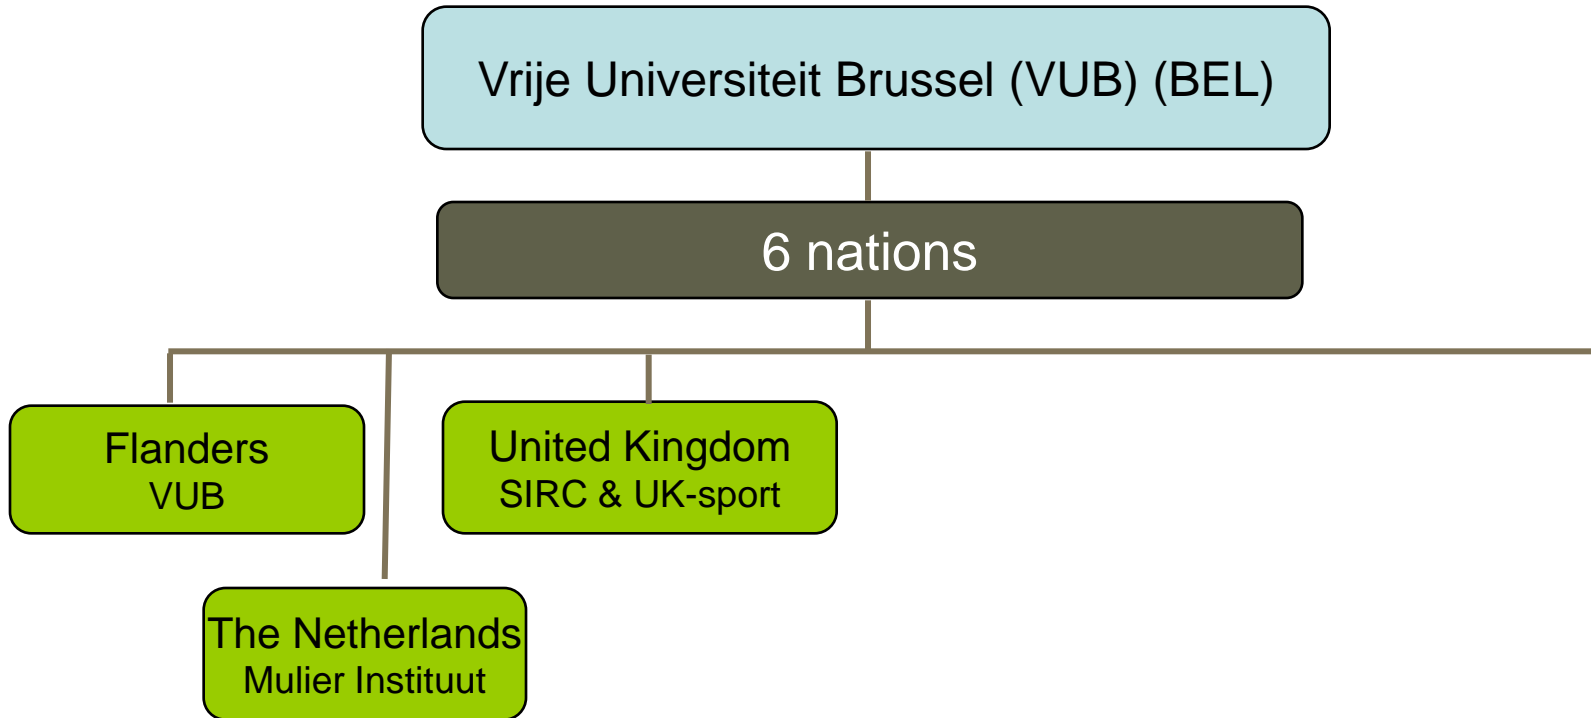 Vrije Universiteit Brussel (VUB) (BEL)
6 nations
Flanders
VUB
United Kingdom
SIRC & UK-sport
The Netherlands
Mulier Instituut